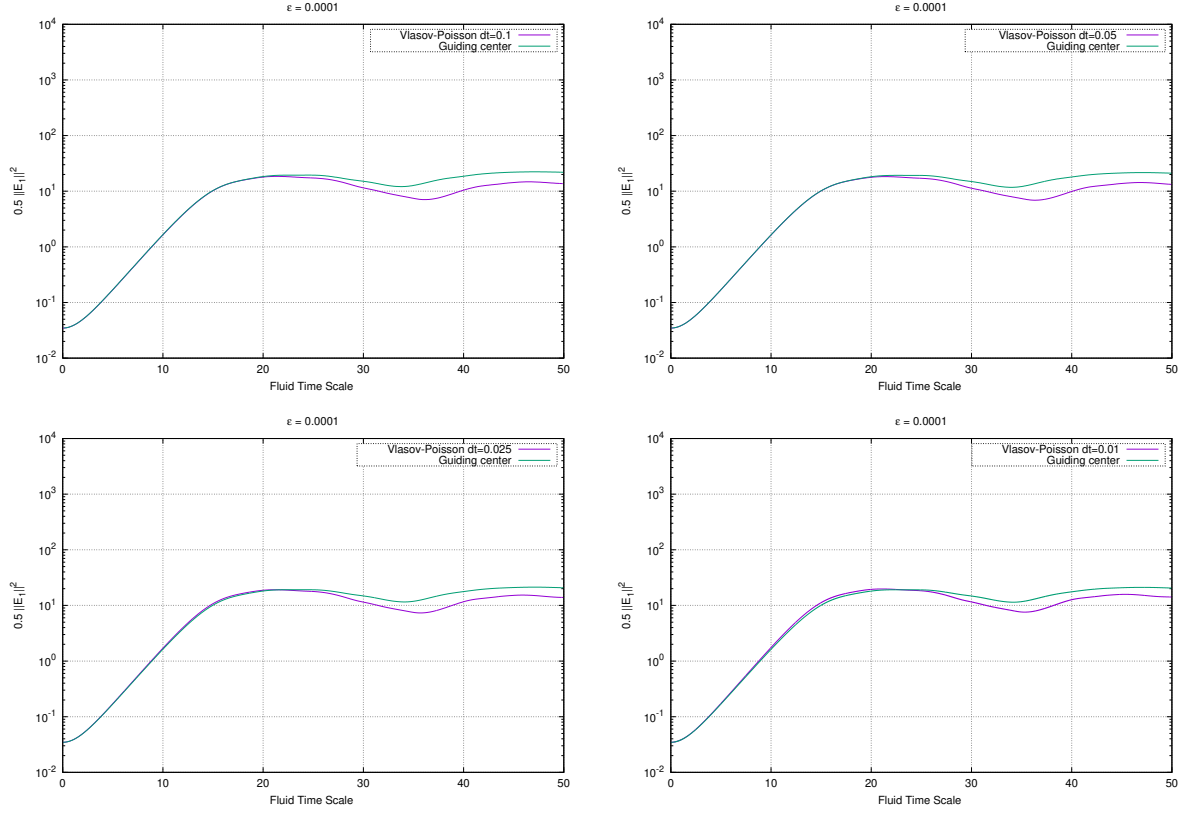 ε = 0.0001
Vlasov-Poisson dt=0.1
Guiding center
10^4
10^3
10^2
10^1
10^0
10^-1
10^-2
0.5 ||E_1||^2
0 10 20 30 40 50
Fluid Time Scale
ε = 0.0001
Vlasov-Poisson dt=0.05
Guiding center
10^4
10^3
10^2
10^1
10^0
10^-1
10^-2
0.5 ||E_1||^2
0 10 20 30 40 50
Fluid Time Scale
ε = 0.0001
Vlasov-Poisson dt=0.025
Guiding center
10^4
10^3
10^2
10^1
10^0
10^-1
10^-2
0.5 ||E_1||^2
0 10 20 30 40 50
Fluid Time Scale
ε = 0.0001
Vlasov-Poisson dt=0.01
Guiding center
10^4
10^3
10^2
10^1
10^0
10^-1
10^-2
0.5 ||E_1||^2
0 10 20 30 40 50
Fluid Time Scale